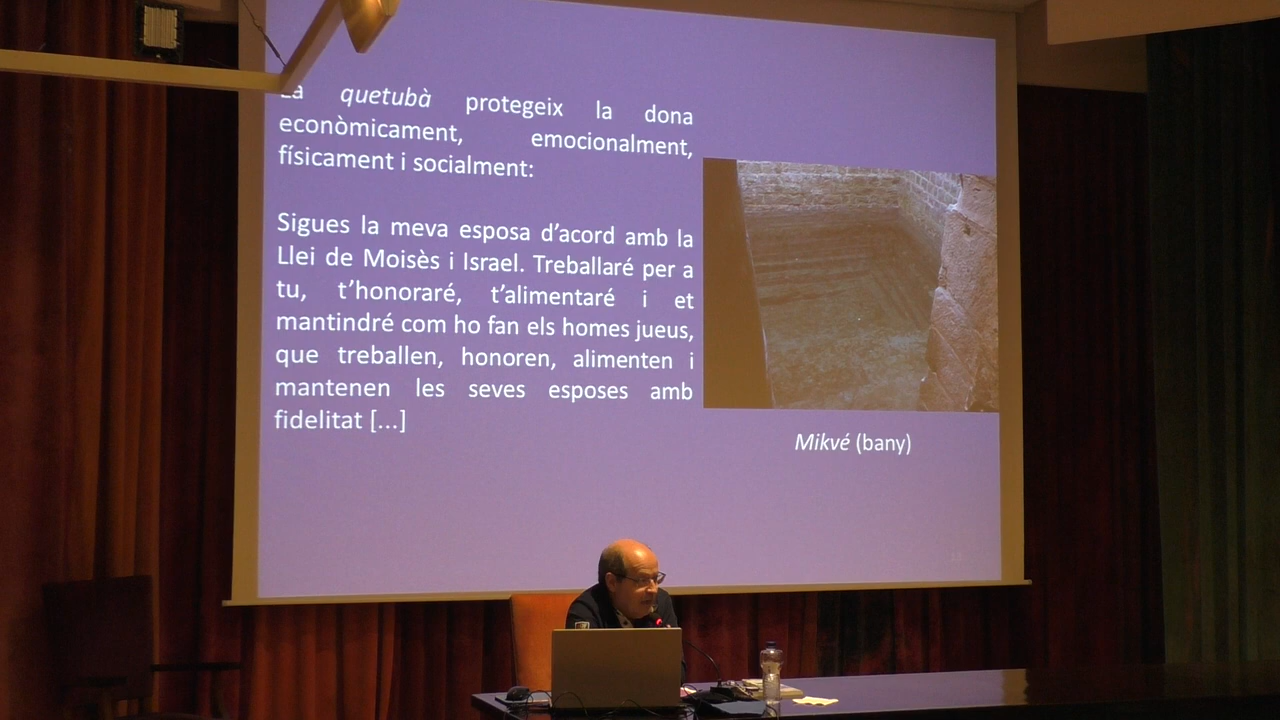 La quetubà protegeix la dona
econòmicament, emocionalment,
físicament i socialment:
Sigues la meva esposa d’acord amb la
Llei de Moisès i Israel. Treballaré per a
tu, t’honoraré, t’alimentaré i et
mantindré com ho fan els homes jueus,
que treballen, honoren, alimenten i
mantenen les seves esposes amb
fidelitat [...]
Mikvé (bany)